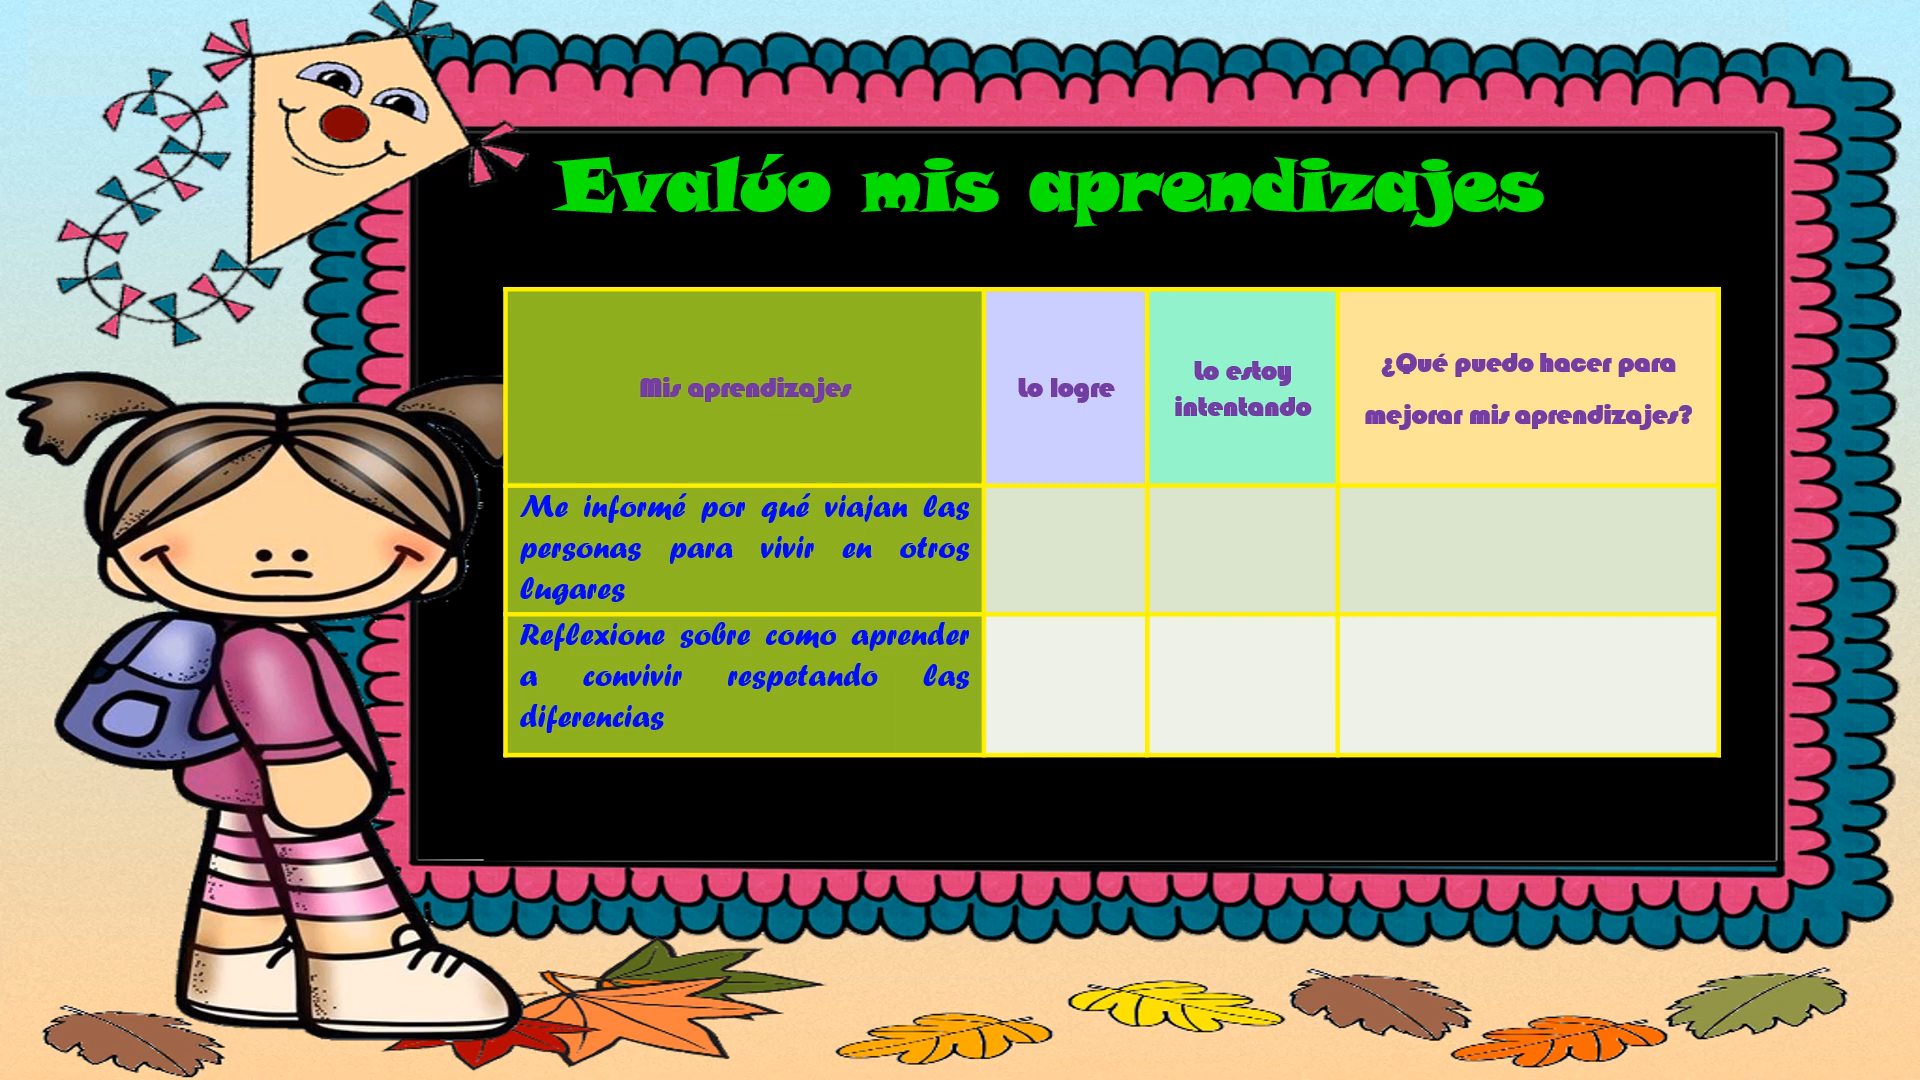 Evalúo mis aprendizajes
Mis aprendizajes
Lo logre
Lo estoy
intentando
¿Qué puedo hacer para
mejorar mis aprendizajes?
Me informé por qué viajan las
personas para vivir en otros
lugares
Reflexione sobre como aprender
a convivir respetando las
diferencias